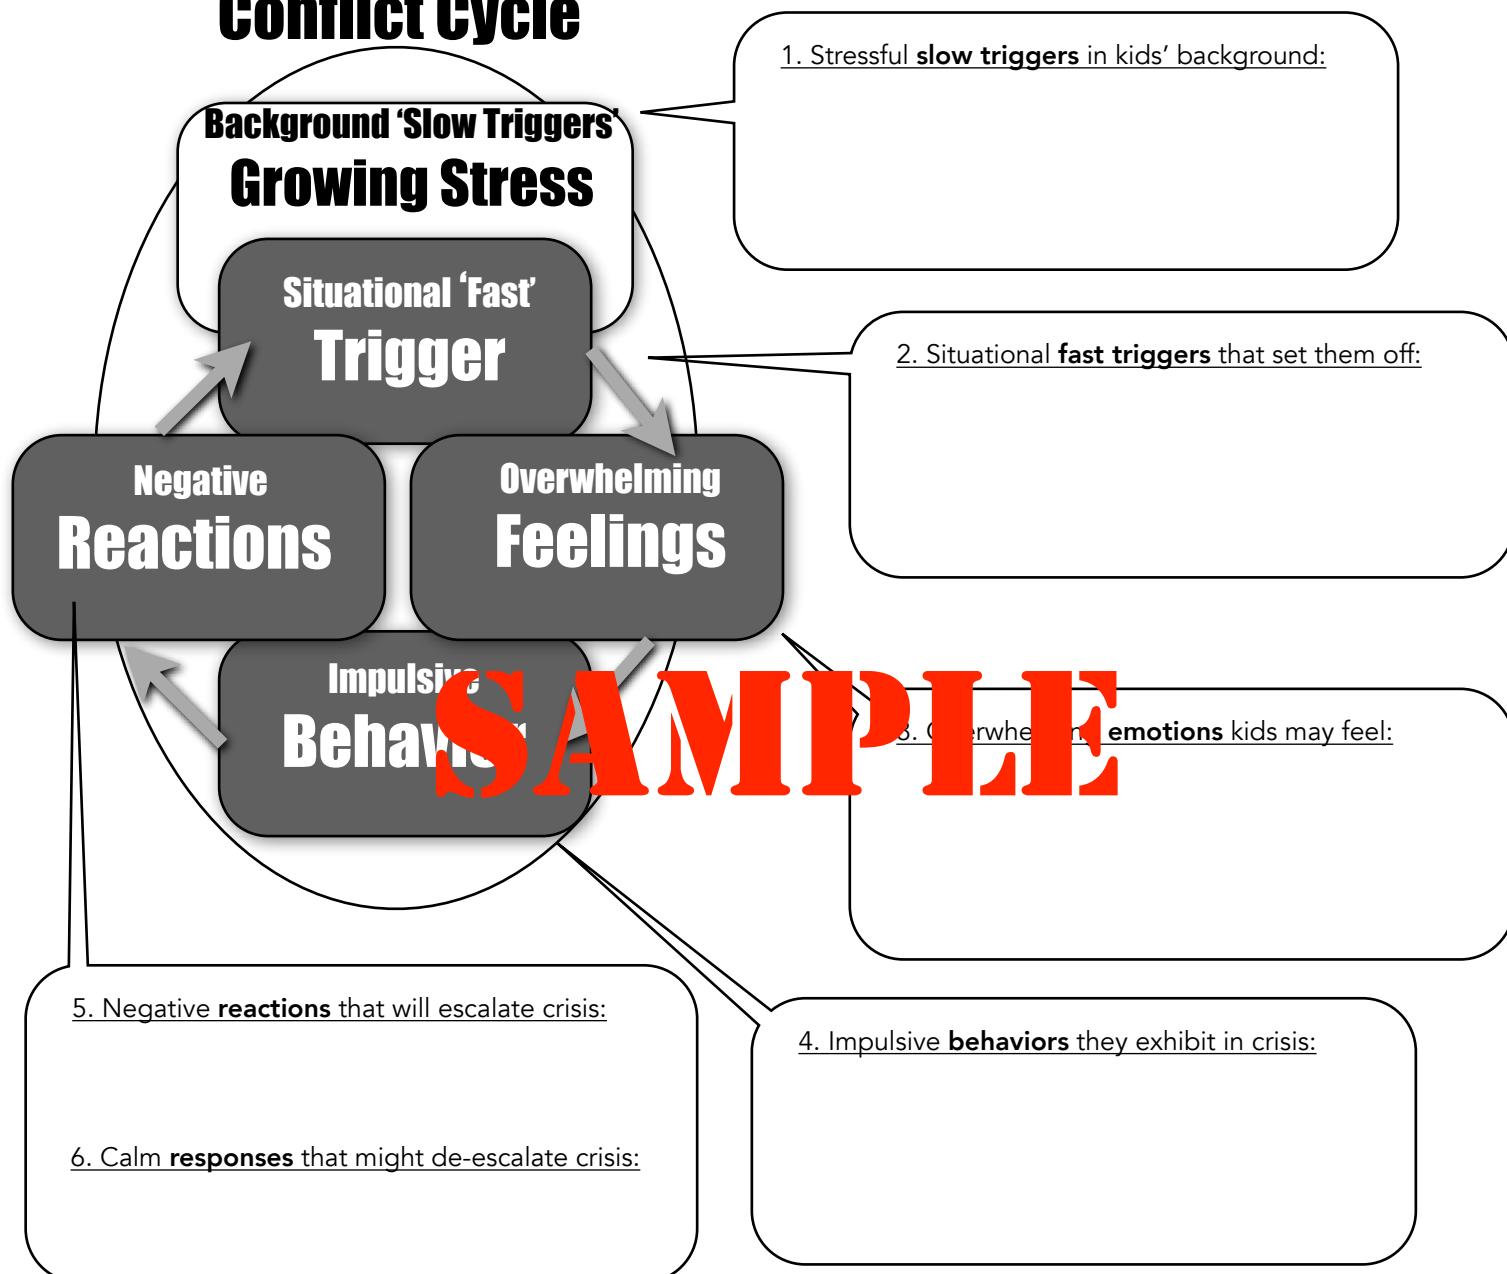 Conflict Cycle
Background ‘Slow Triggers’
Growing Stress
Situational ‘Fast’
Trigger
Negative
Reactions
Overwhelming
Feelings
Impulsive
Behavior
SAMPLE
1. Stressful slow triggers in kids’ background:
2. Situational fast triggers that set them off:
3. Overwhelming emotions kids may feel:
4. Impulsive behaviors they exhibit in crisis:
5. Negative reactions that will escalate crisis:
6. Calm responses that might de-escalate crisis: